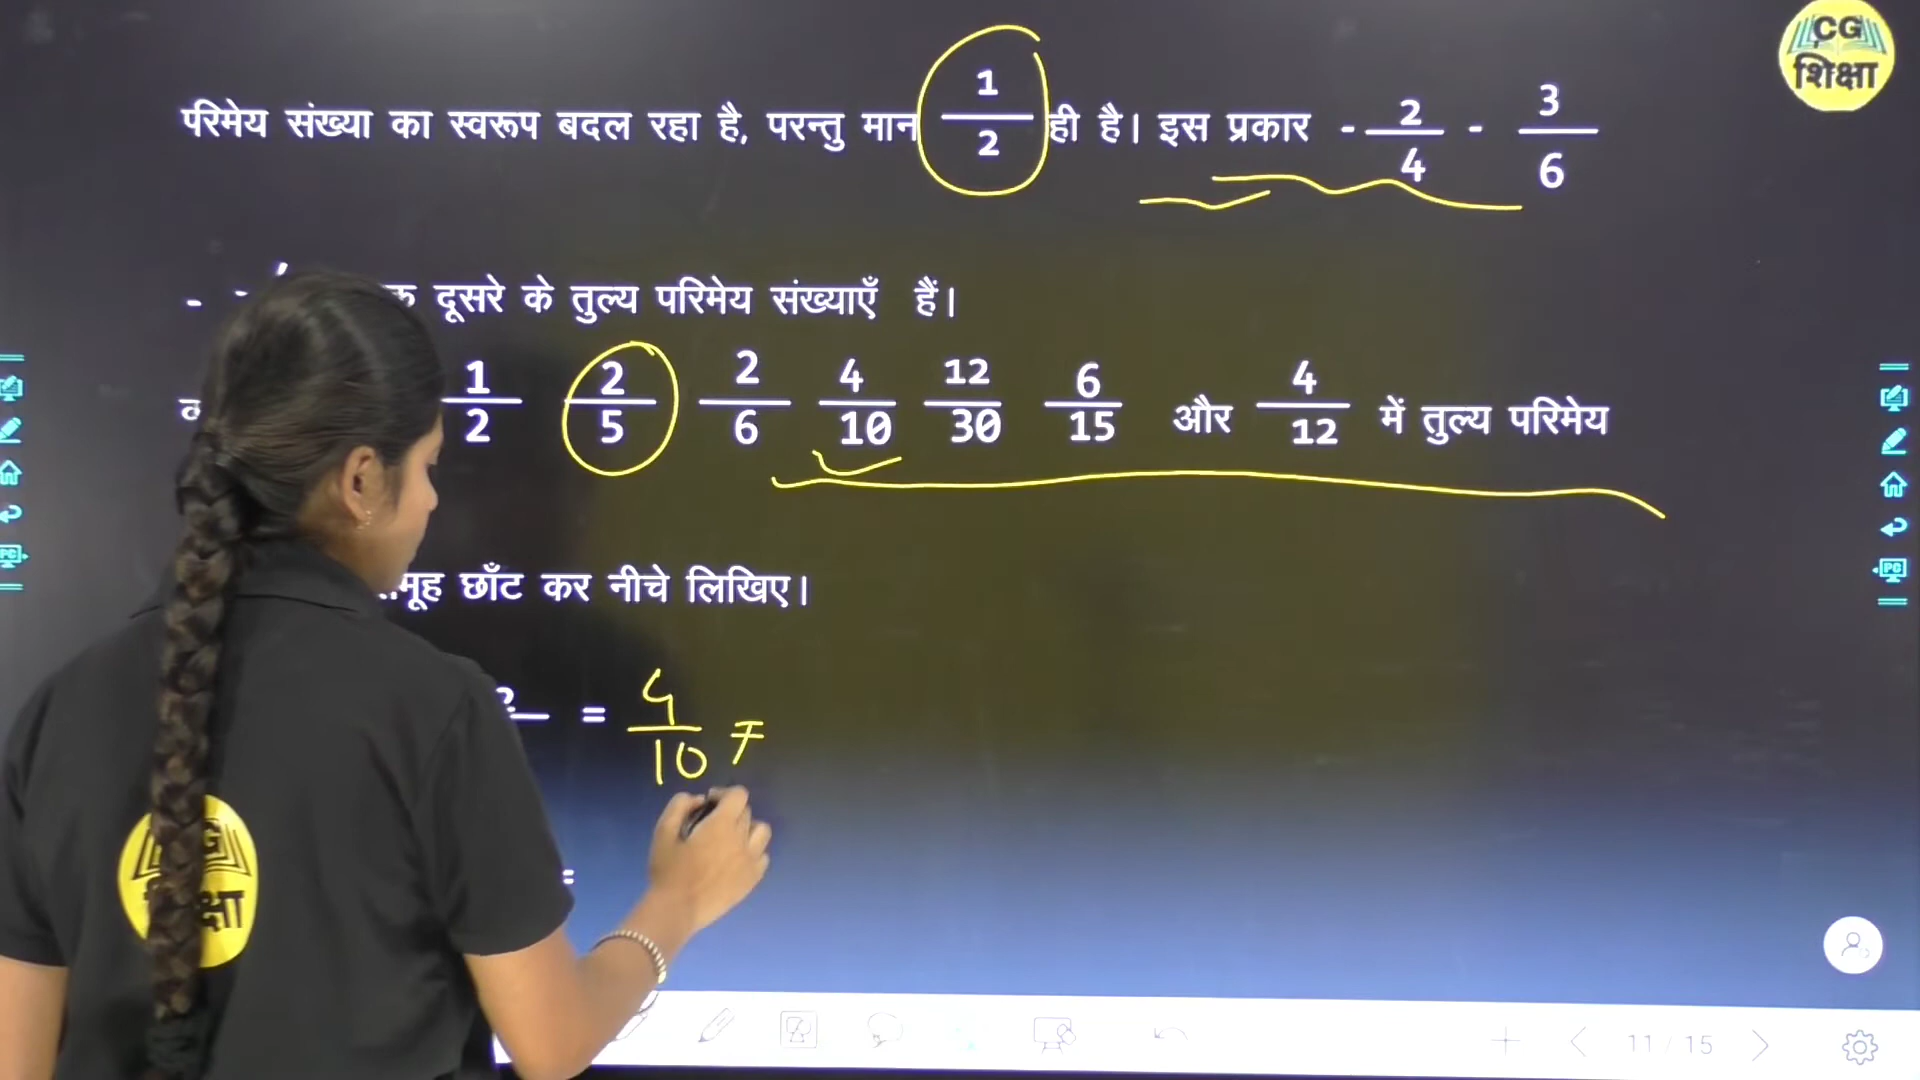 CG
शिक्षा
परिमेय संख्या का स्वरूप बदल रहा है, परन्तु मान 1/2 ही है। इस प्रकार - 2/4 - 3/6
- दूसरे के तुल्य परिमेय संख्याएँ हैं।
1/2 2/5 2/6 4/10 12/30 6/15 और 4/12 में तुल्य परिमेय
छाँट कर नीचे लिखिए।
= 4/10 =
=
11 / 15